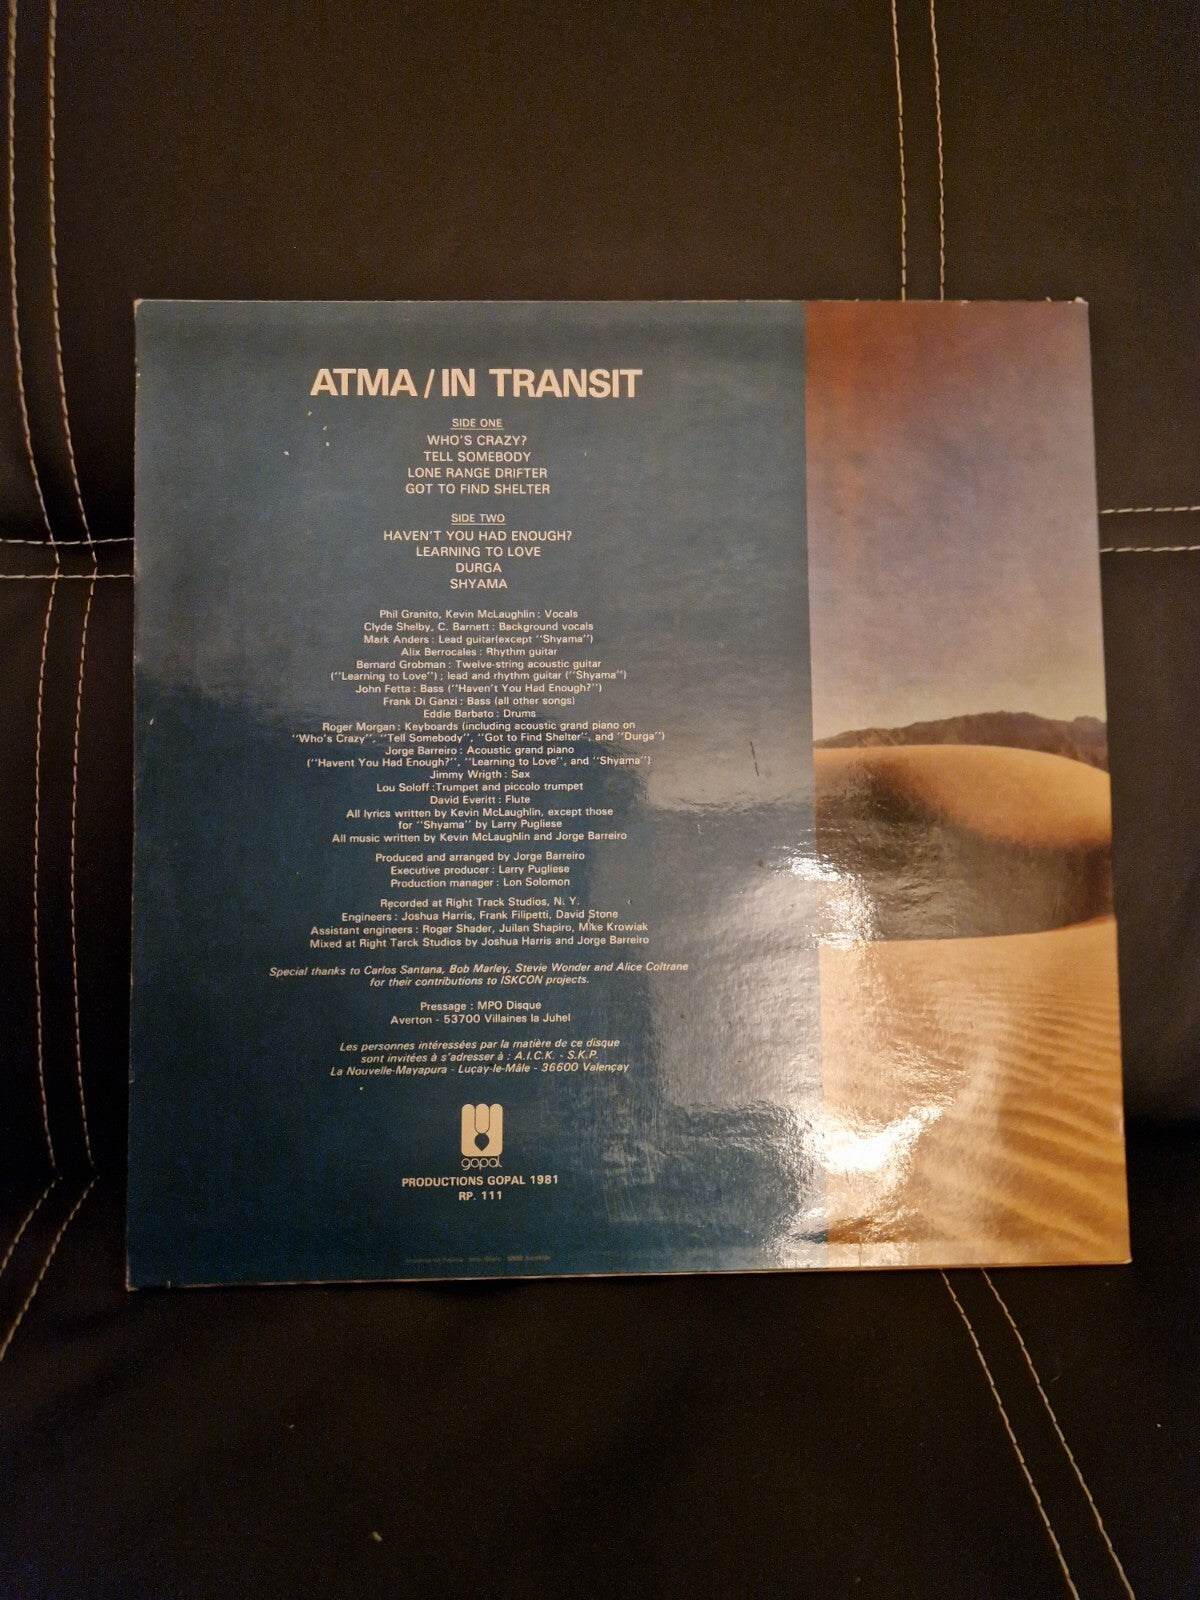 ATMA / IN TRANSIT
SIDE ONE
WHO'S CRAZY?
TELL SOMEBODY
LONE RANGE DRIFTER
GOT TO FIND SHELTER
SIDE TWO
HAVEN'T YOU HAD ENOUGH?
LEARNING TO LOVE
DURGA
SHYAMA
Phil Granito, Kevin McLaughlin : Vocals
Clyde Shelby, C. Barnett : Background vocals
Mark Anders : Lead guitar(except ''Shyama'')
Alix Berrocales : Rhythm guitar
Bernard Grobman : Twelve-string acoustic guitar
(''Learning to Love'') ; lead and rhythm guitar (''Shyama'')
John Fetta : Bass (''Haven't You Had Enough?'')
Frank Di Ganzi : Bass (all other songs)
Eddie Barbato : Drums
Roger Morgan : Keyboards (including acoustic grand piano on
''Who's Crazy'', ''Tell Somebody'', ''Got to Find Shelter'', and ''Durga'')
Jorge Barreiro : Acoustic grand piano
(''Havent You Had Enough?'', ''Learning to Love'', and ''Shyama'')
Jimmy Wrigth : Sax
Lou Soloff :Trumpet and piccolo trumpet
David Everitt : Flute
All lyrics written by Kevin McLaughlin, except those
for ''Shyama'' by Larry Pugliese
All music written by Kevin McLaughlin and Jorge Barreiro
Produced and arranged by Jorge Barreiro
Executive producer : Larry Pugliese
Production manager : Lon Solomon
Recorded at Right Track Studios, N. Y.
Engineers : Joshua Harris, Frank Filipetti, David Stone
Assistant engineers : Roger Shader, Juilan Shapiro, Mike Krowiak
Mixed at Right Tarck Studios by Joshua Harris and Jorge Barreiro
Special thanks to Carlos Santana, Bob Marley, Stevie Wonder and Alice Coltrane
for their contributions to ISKCON projects.
Pressage : MPO Disque
Averton - 53700 Villaines la Juhel
Les personnes intéressées par la matière de ce disque
sont invitées à s'adresser à : A.I.C.K. - S.K.P.
La Nouvelle-Mayapura - Luçay-le-Mâle - 36600 Valençay
gopal
PRODUCTIONS GOPAL 1981
RP. 111